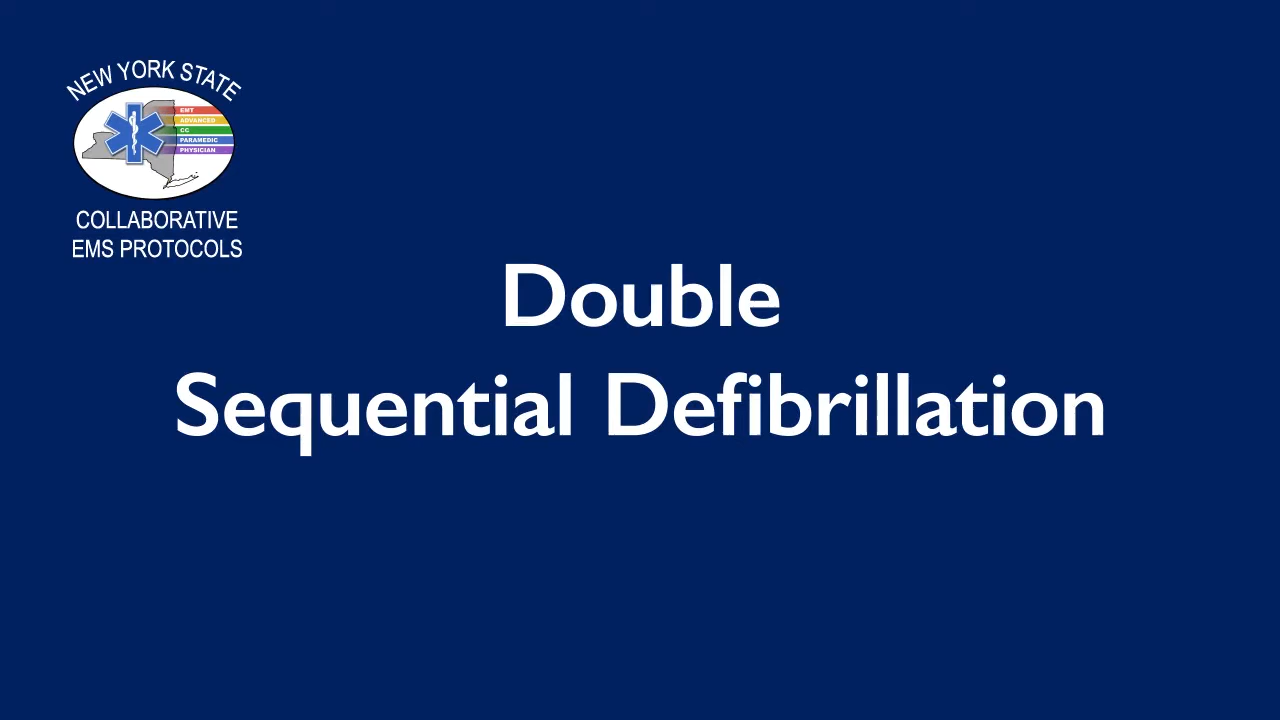 NEW YORK STATE
EMT
ADVANCED
CC
PARAMEDIC
PHYSICIAN
COLLABORATIVE
EMS PROTOCOLS
Double
Sequential Defibrillation